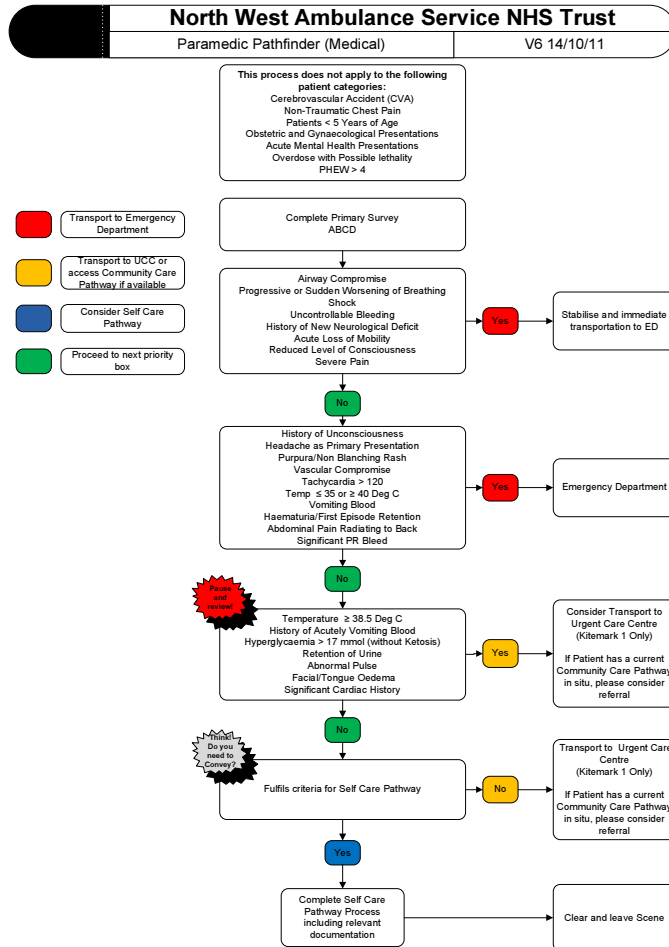 North West Ambulance Service NHS Trust
Paramedic Pathfinder (Medical)
V6 14/10/11
This process does not apply to the following
patient categories:
Cerebrovascular Accident (CVA)
Non-Traumatic Chest Pain
Patients < 5 Years of Age
Obstetric and Gynaecological Presentations
Acute Mental Health Presentations
Overdose with Possible lethality
PHEW > 4
Transport to Emergency
Department
Transport to UCC or
access Community Care
Pathway if available
Consider Self Care
Pathway
Proceed to next priority
box
Complete Primary Survey
ABCD
Airway Compromise
Progressive or Sudden Worsening of Breathing
Shock
Uncontrollable Bleeding
History of New Neurological Deficit
Acute Loss of Mobility
Reduced Level of Consciousness
Severe Pain
Yes
Stabilise and immediate
transportation to ED
No
History of Unconsciousness
Headache as Primary Presentation
Purpura/Non Blanching Rash
Vascular Compromise
Tachycardia > 120
Temp ≤ 35 or ≥ 40 Deg C
Vomiting Blood
Haematuria/First Episode Retention
Abdominal Pain Radiating to Back
Significant PR Bleed
Yes
Emergency Department
No
Pause
and
review!
Temperature ≥ 38.5 Deg C
History of Acutely Vomiting Blood
Hyperglycaemia > 17 mmol (without Ketosis)
Retention of Urine
Abnormal Pulse
Facial/Tongue Oedema
Significant Cardiac History
Yes
Consider Transport to
Urgent Care Centre
(Kitemark 1 Only)
If Patient has a current
Community Care Pathway
in situ, please consider
referral
No
Think!
Do you
need to
Convey?
Fulfils criteria for Self Care Pathway
No
Transport to Urgent Care
Centre
(Kitemark 1 Only)
If Patient has a current
Community Care Pathway
in situ, please consider
referral
Yes
Complete Self Care
Pathway Process
including relevant
documentation
Clear and leave Scene